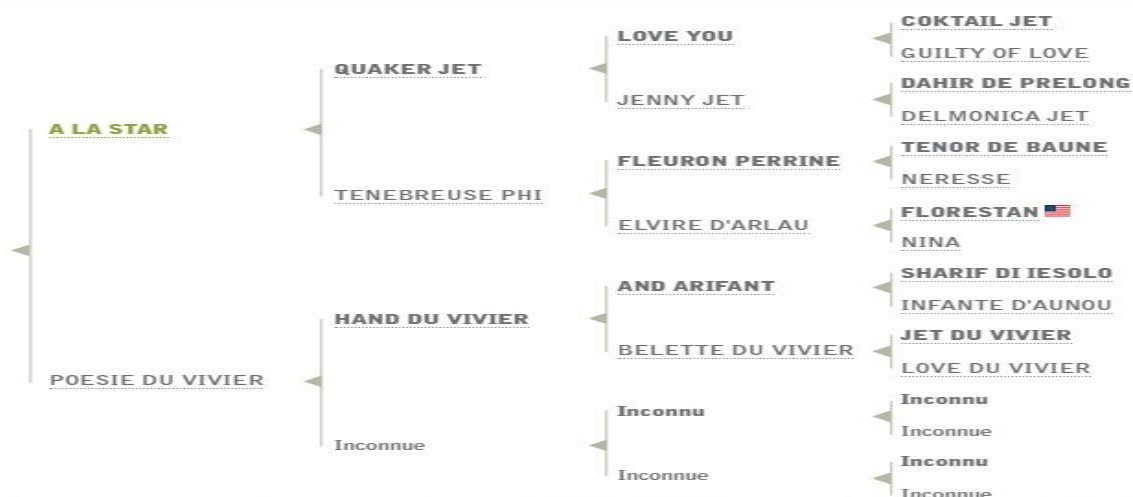 A LA STAR
POESIE DU VIVIER
QUAKER JET
TENEBREUSE PHI
HAND DU VIVIER
Inconnue
LOVE YOU
JENNY JET
FLEURON PERRINE
ELVIRE D'ARLAU
AND ARIFANT
BELETTE DU VIVIER
Inconnu
Inconnue
COKTAIL JET
GUILTY OF LOVE
DAHIR DE PRELONG
DELMONICA JET
TENOR DE BAUNE
NERESSE
FLORESTAN
NINA
SHARIF DI IESOLO
INFANTE D'AUNOU
JET DU VIVIER
LOVE DU VIVIER
Inconnu
Inconnue
Inconnu
Inconnue